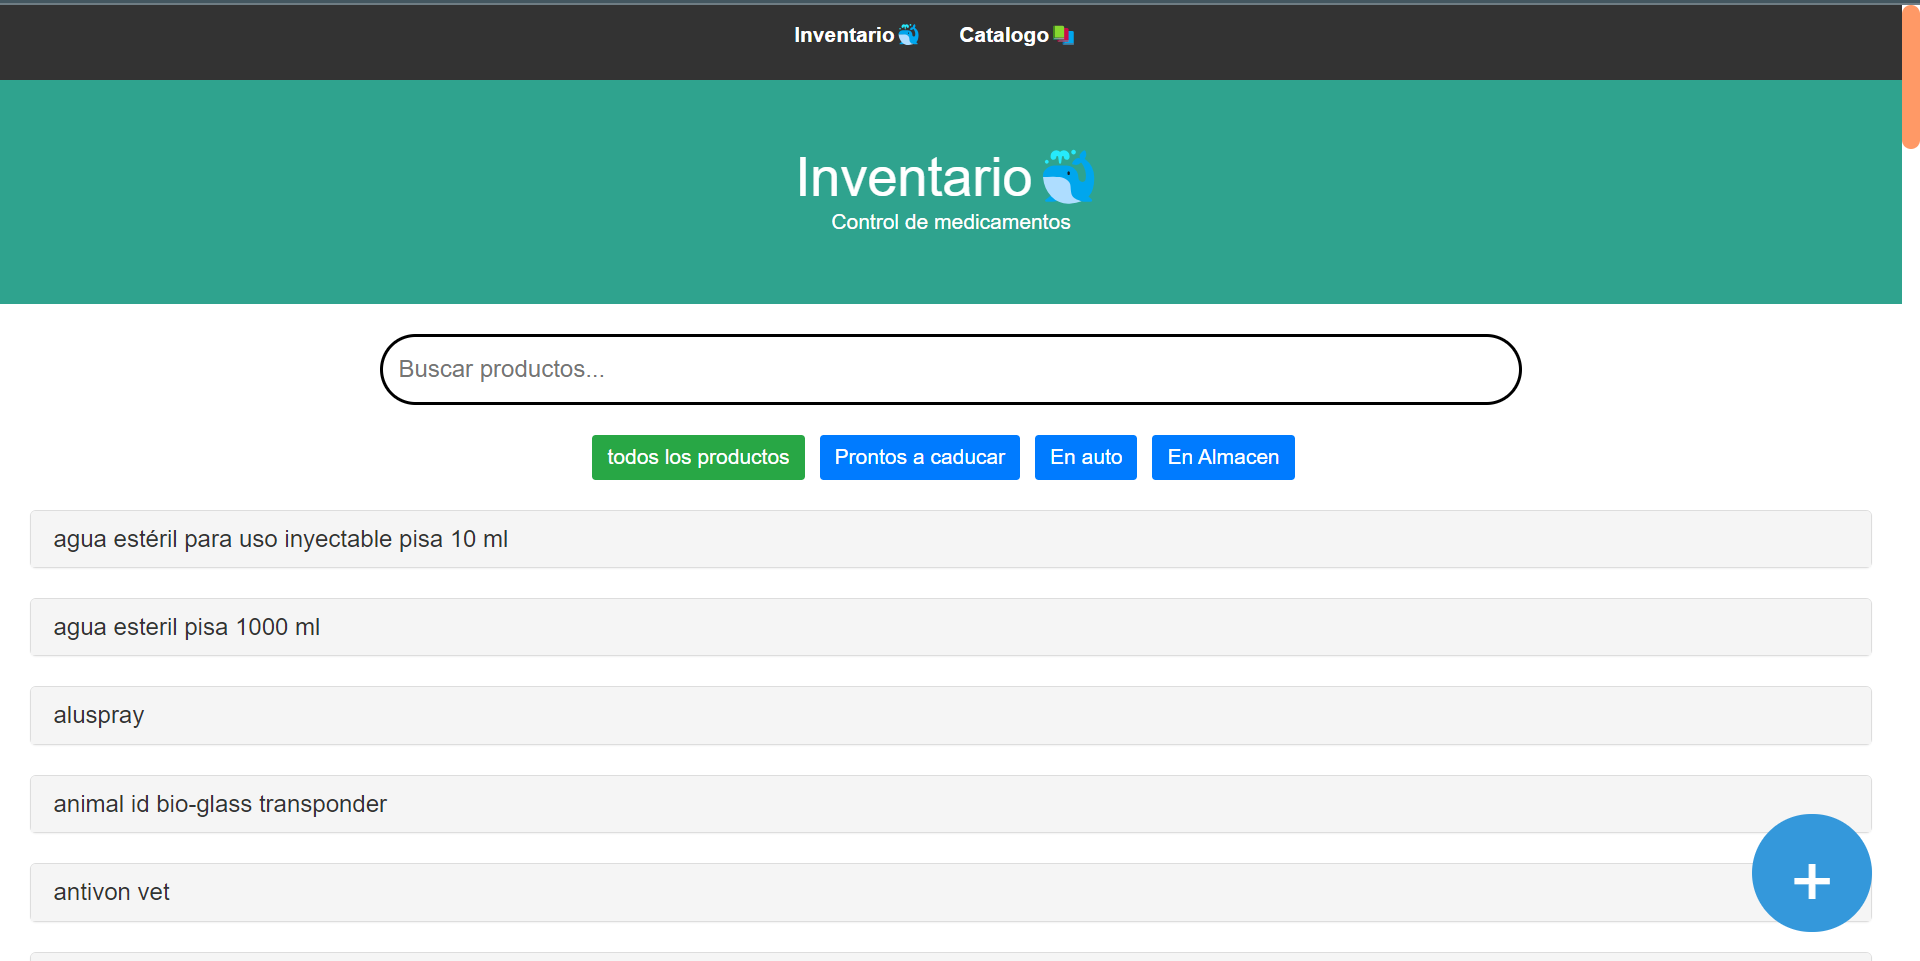 Inventario🐳 Catalogo📚
Inventario🐳
Control de medicamentos
Buscar productos...
todos los productos Prontos a caducar En auto En Almacen
agua estéril para uso inyectable pisa 10 ml
agua esteril pisa 1000 ml
aluspray
animal id bio-glass transponder
antivon vet
+